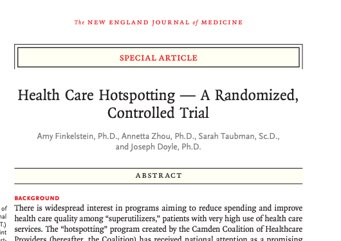 The NEW ENGLAND JOURNAL of MEDICINE
SPECIAL ARTICLE
Health Care Hotspotting — A Randomized,
Controlled Trial
Amy Finkelstein, Ph.D., Annetta Zhou, Ph.D., Sarah Taubman, Sc.D.,
and Joseph Doyle, Ph.D.
ABSTRACT
BACKGROUND
of
There is widespread interest in programs aiming to reduce spending and improve
nal
health care quality among “superutilizers,” patients with very high use of health care
T.)
services. The “hotspotting” program created by the Camden Coalition of Healthcare
int
Providers (hereafter, the Coalition) has received national attention as a promising